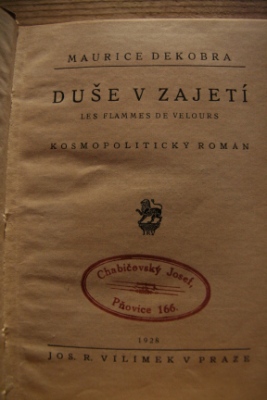 MAURICE DEKOBRA
DUŠE V ZAJETÍ
LES FLAMMES DE VELOURS
KOSMOPOLITICKÝ ROMÁN
Chabičovský Josef,
Pňovice 166.
1928
JOS. R. VILÍMEK V PRAZE